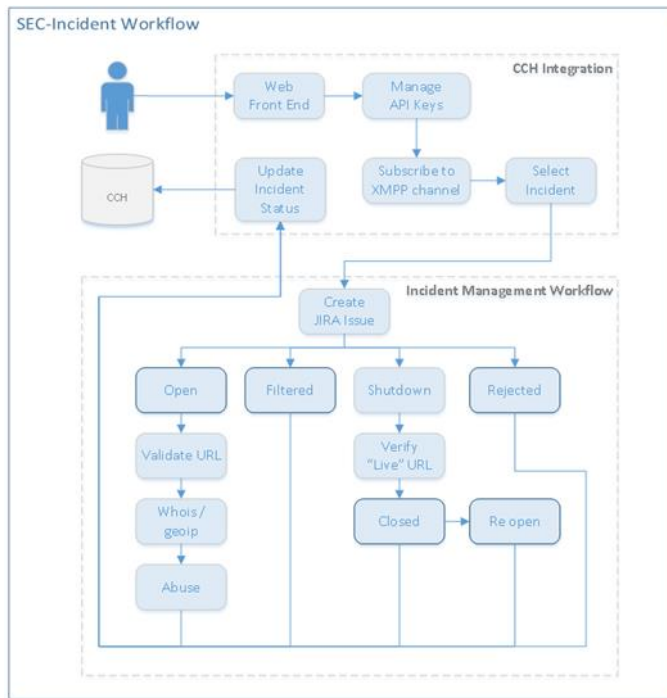 SEC-Incident Workflow
CCH Integration
Web
Front End
Manage
API Keys
Update
Incident
Status
Subscribe to
XMPP channel
Select
Incident
CCH
Incident Management Workflow
Create
JIRA Issue
Open
Filtered
Shutdown
Rejected
Validate URL
Verify
"Live" URL
Whois /
geoip
Closed
Re open
Abuse